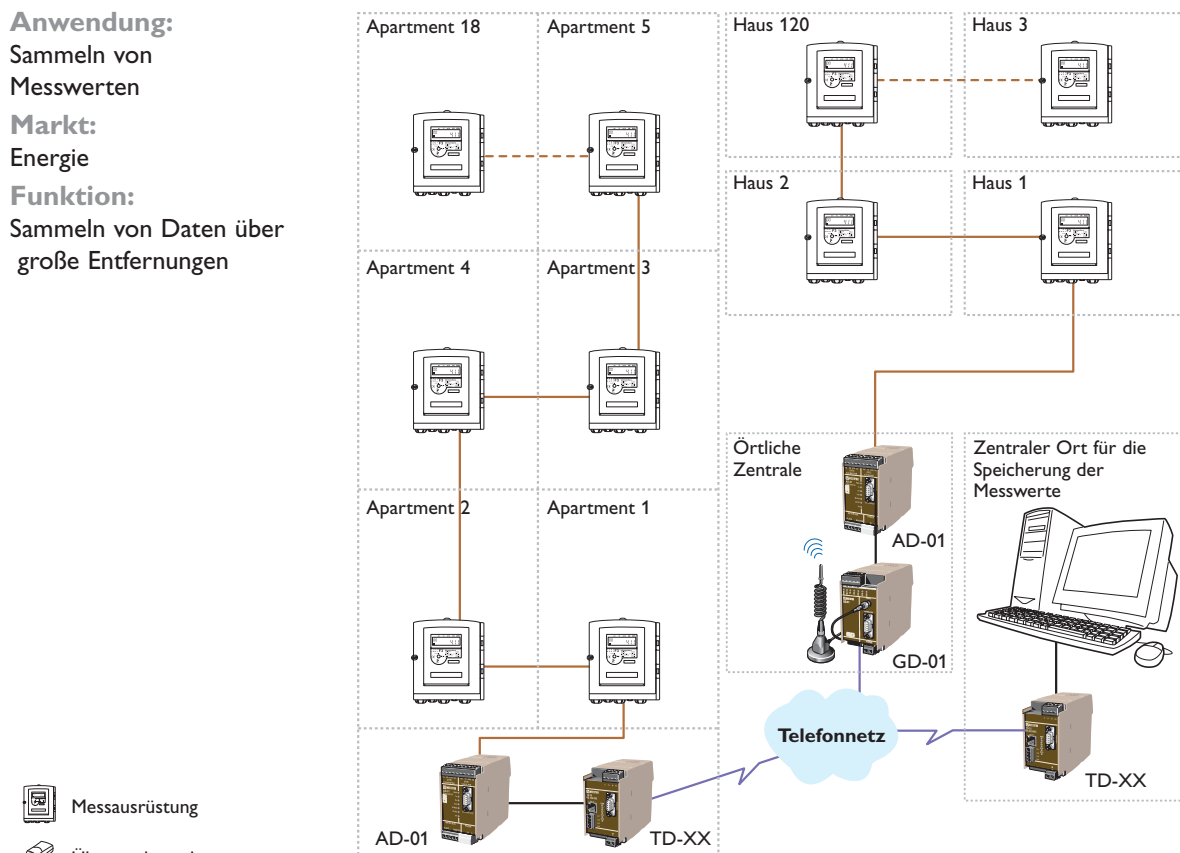 Anwendung:
Sammeln von
Messwerten
Markt:
Energie
Funktion:
Sammeln von Daten über
große Entfernungen
Apartment 18
Apartment 5
Haus 120
Haus 3
Haus 2
Haus 1
Apartment 4
Apartment 3
Örtliche
Zentrale
Zentraler Ort für die
Speicherung der
Messwerte
Apartment 2
Apartment 1
AD-01
GD-01
Telefonnetz
TD-XX
Messausrüstung
AD-01
TD-XX